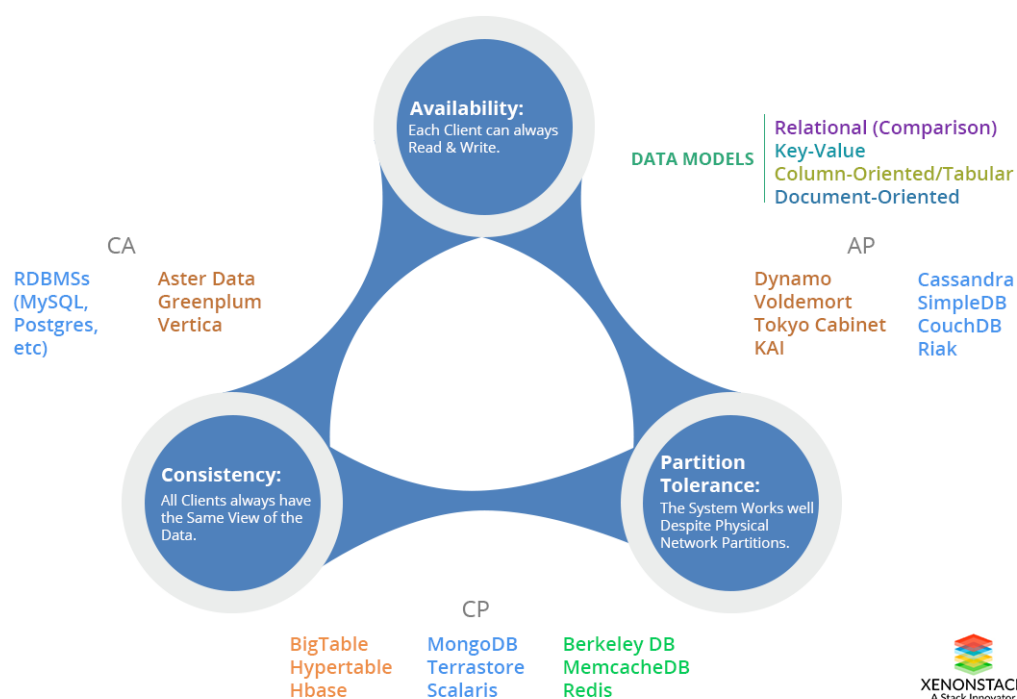 Availability:
Each Client can always
Read & Write.
DATA MODELS
Relational (Comparison)
Key-Value
Column-Oriented/Tabular
Document-Oriented
CA
RDBMSs
(MySQL,
Postgres,
etc)
Aster Data
Greenplum
Vertica
AP
Dynamo
Voldemort
Tokyo Cabinet
KAI
Cassandra
SimpleDB
CouchDB
Riak
Consistency:
All Clients always have
the Same View of the
Data.
Partition
Tolerance:
The System Works well
Despite Physical
Network Partitions.
CP
BigTable
Hypertable
Hbase
MongoDB
Terrastore
Scalaris
Berkeley DB
MemcacheDB
Redis
XENONSTACK
A Stack Innovator